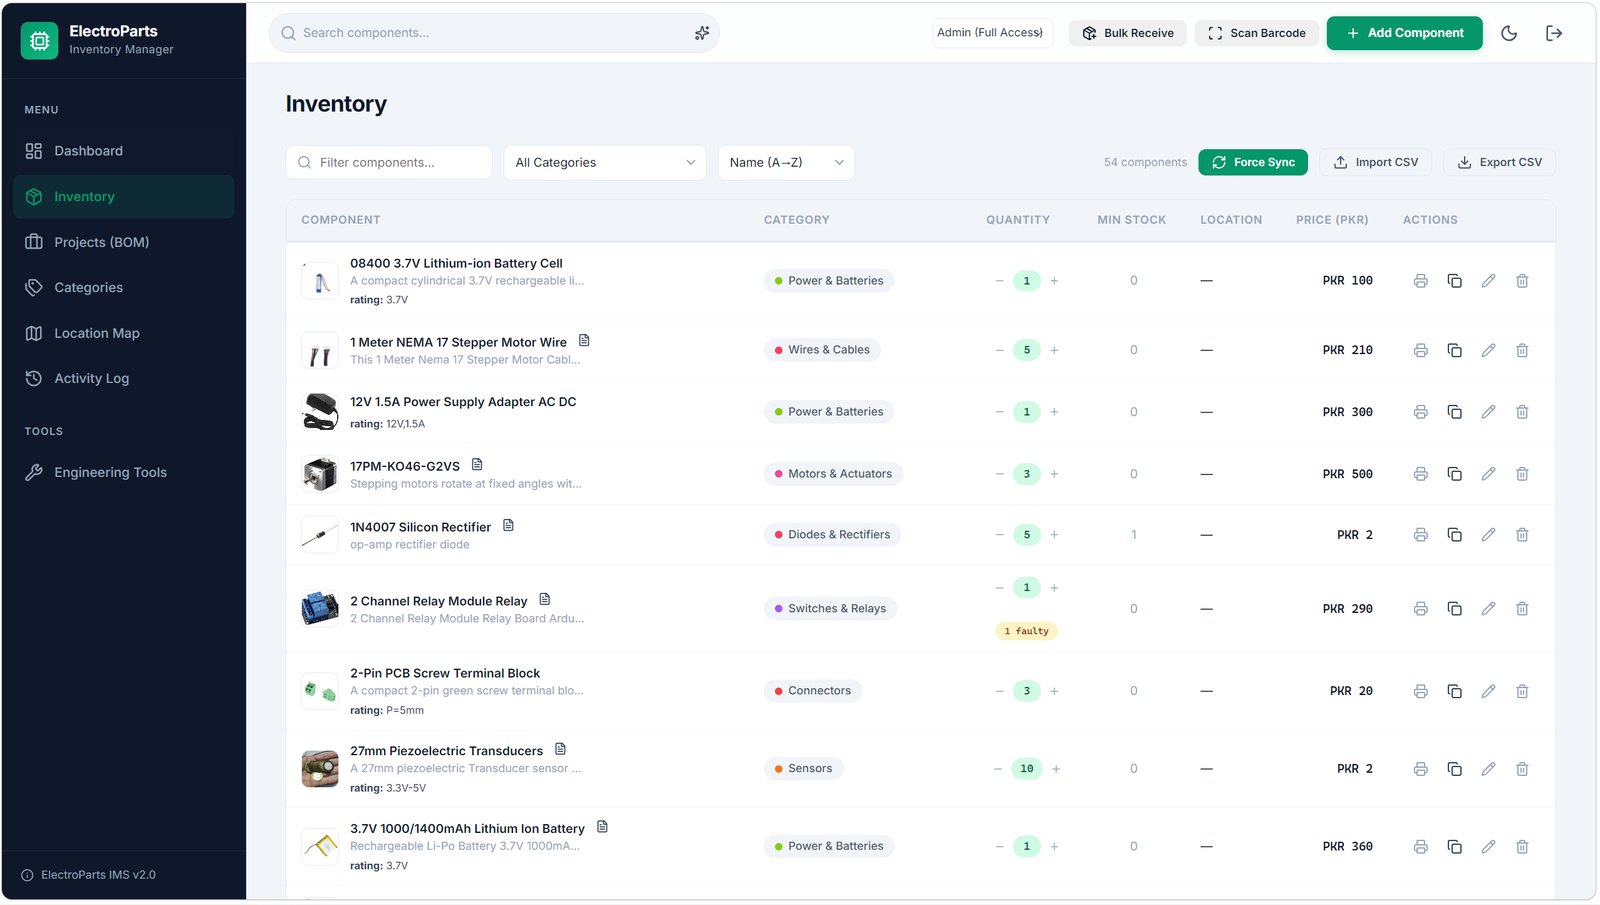 ElectroParts
Inventory Manager
MENU
Dashboard
Inventory
Projects (BOM)
Categories
Location Map
Activity Log
TOOLS
Engineering Tools
ElectroParts IMS v2.0
Search components...
Admin (Full Access)
Bulk Receive
Scan Barcode
Add Component
Inventory
Filter components...
All Categories
Name (A→Z)
54 components
Force Sync
Import CSV
Export CSV
COMPONENT CATEGORY QUANTITY MIN STOCK LOCATION PRICE (PKR) ACTIONS
08400 3.7V Lithium-ion Battery Cell
A compact cylindrical 3.7V rechargeable li...
rating: 3.7V
Power & Batteries − 1 + 0 — PKR 100
1 Meter NEMA 17 Stepper Motor Wire
This 1 Meter Nema 17 Stepper Motor Cabl...
Wires & Cables − 5 + 0 — PKR 210
12V 1.5A Power Supply Adapter AC DC
rating: 12V,1.5A
Power & Batteries − 1 + 0 — PKR 300
17PM-KO46-G2VS
Stepping motors rotate at fixed angles wit...
Motors & Actuators − 3 + 0 — PKR 500
1N4007 Silicon Rectifier
op-amp rectifier diode
Diodes & Rectifiers − 5 + 1 — PKR 2
2 Channel Relay Module Relay
2 Channel Relay Module Relay Board Ardu...
Switches & Relays − 1 + 0 — PKR 290
1 faulty
2-Pin PCB Screw Terminal Block
A compact 2-pin green screw terminal blo...
rating: P=5mm
Connectors − 3 + 0 — PKR 20
27mm Piezoelectric Transducers
A 27mm piezoelectric Transducer sensor ...
rating: 3.3V-5V
Sensors − 10 + 0 — PKR 2
3.7V 1000/1400mAh Lithium Ion Battery
Rechargeable Li-Po Battery 3.7V 1000mA...
rating: 3.7V
Power & Batteries − 1 + 0 — PKR 360